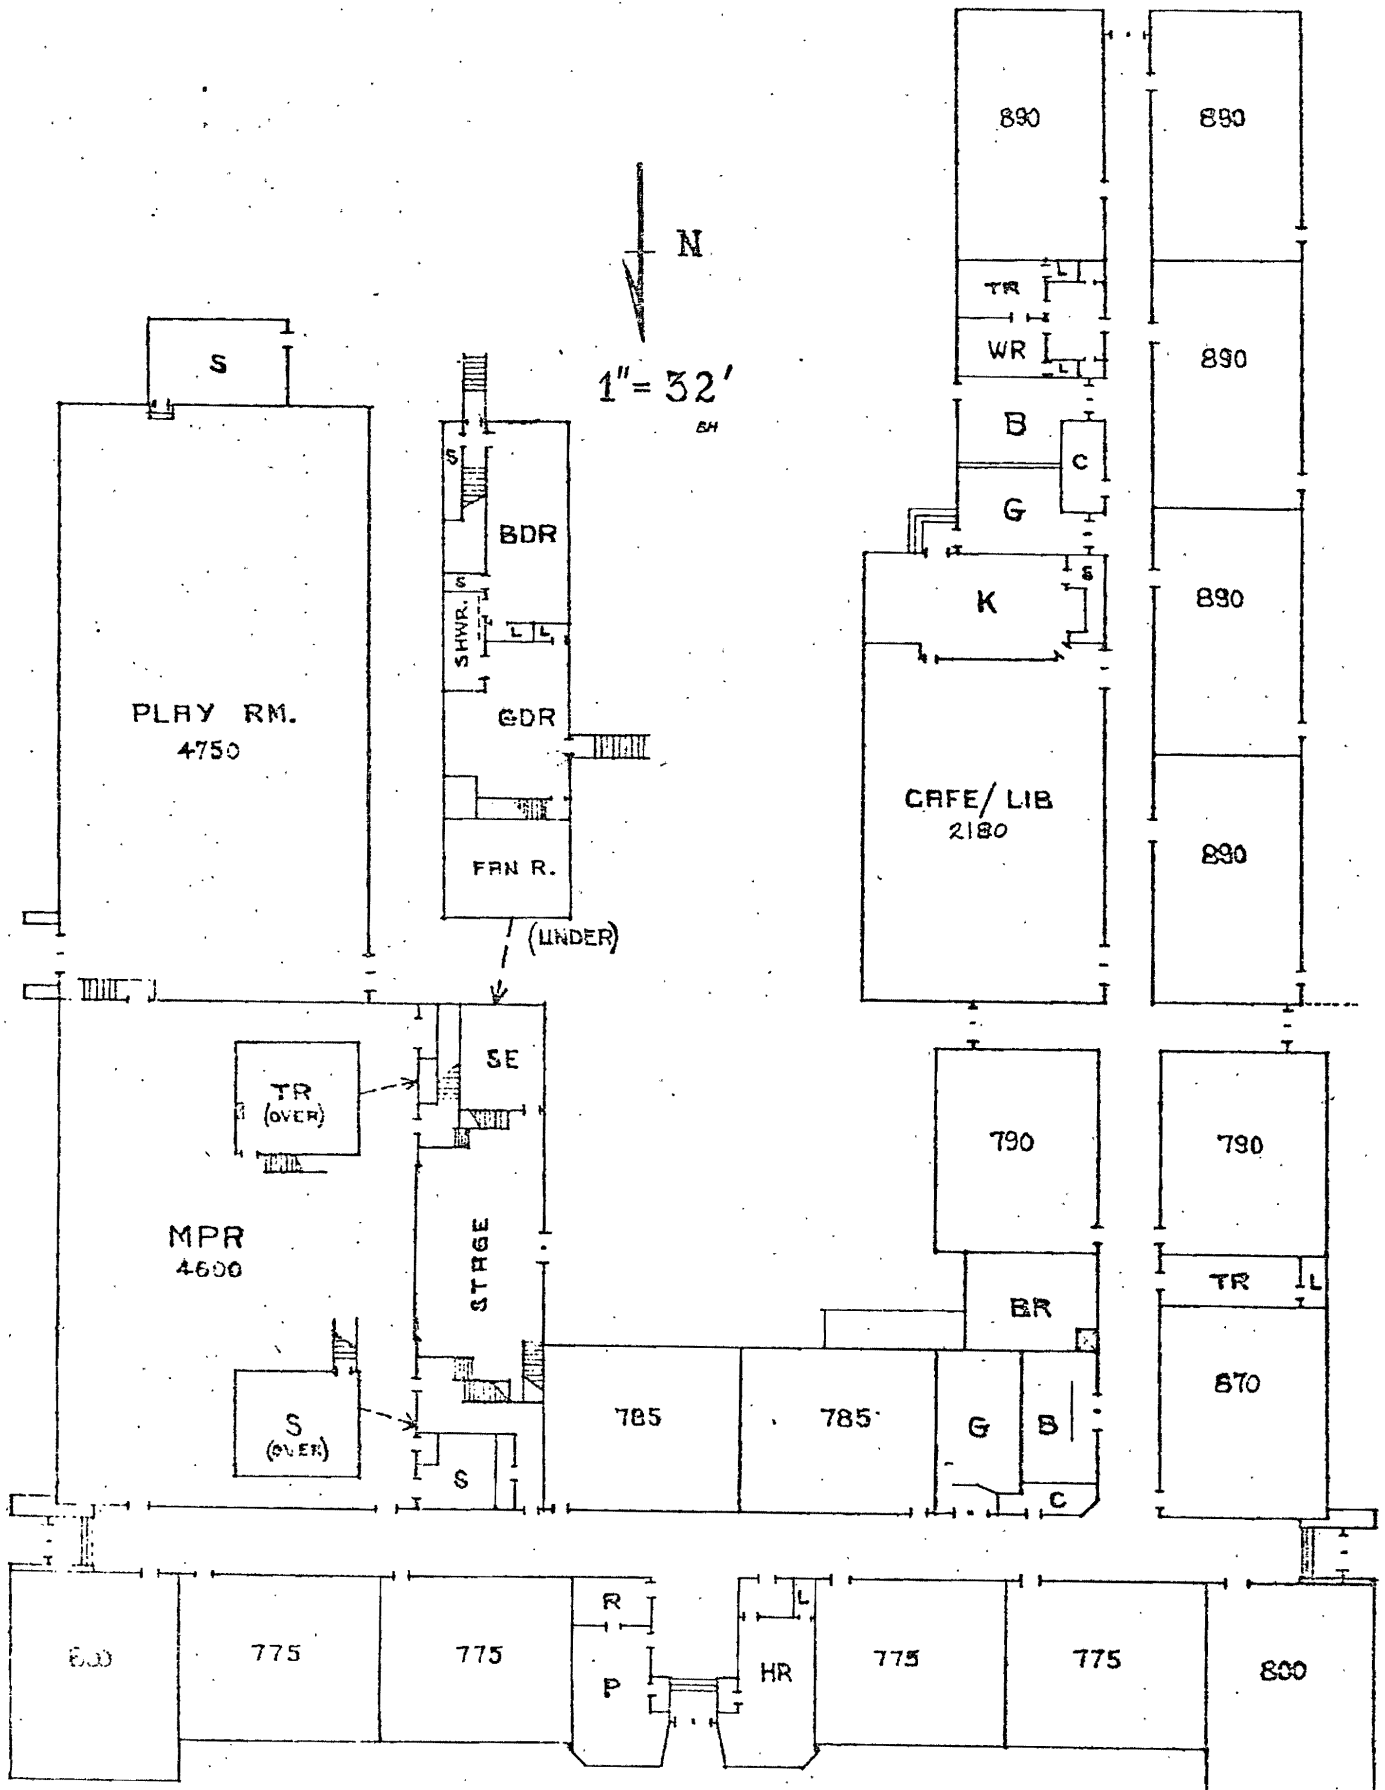 890
890
N
TR
L
WR
L
890
S
1"= 32'
BH
B
C
S
G
BDR
S
S
K
890
SHWR.
L
L
PLAY RM.
4750
GDR
CAFE/ LIB
2180
890
FAN R.
(UNDER)
SE
TR
(OVER)
790
790
MPR
4600
STAGE
TR
L
BR
870
785
785
G
B
S
(OVER)
S
C
R
L
775
775
P
HR
775
775
800